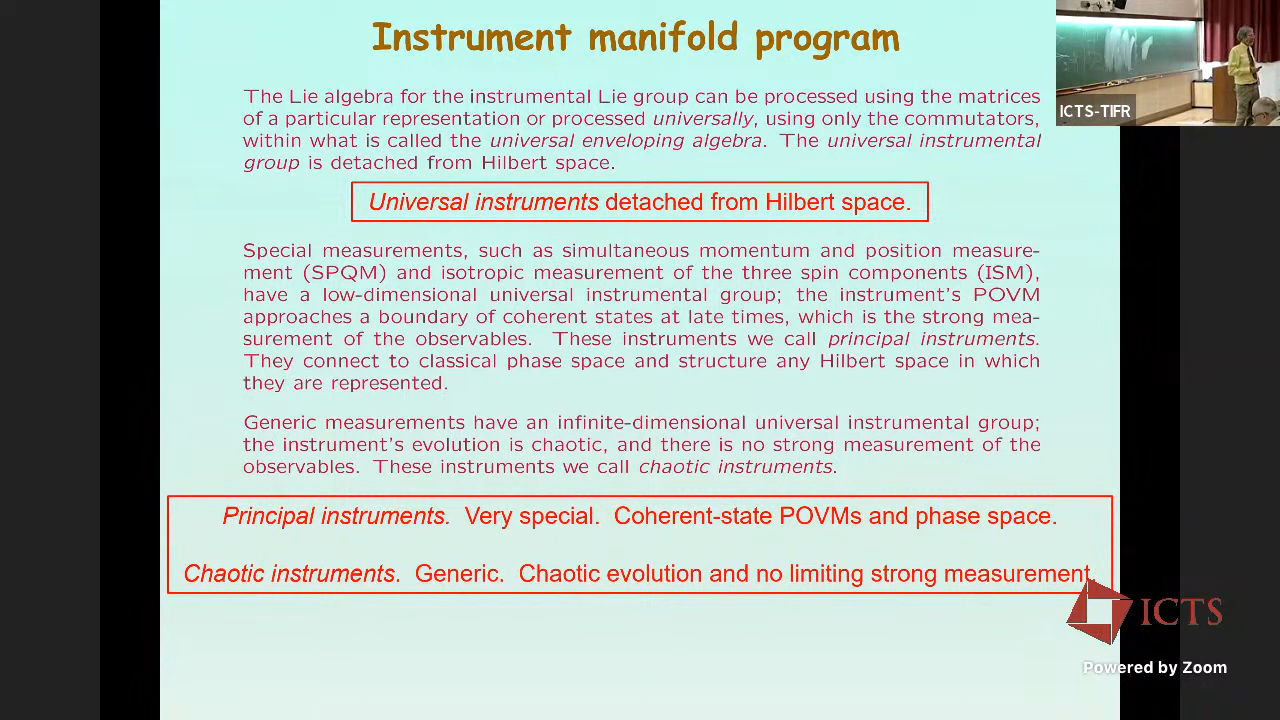 Instrument manifold program
The Lie algebra for the instrumental Lie group can be processed using the matrices
of a particular representation or processed universally, using only the commutators,
within what is called the universal enveloping algebra. The universal instrumental
group is detached from Hilbert space.
Universal instruments detached from Hilbert space.
Special measurements, such as simultaneous momentum and position measure-
ment (SPQM) and isotropic measurement of the three spin components (ISM),
have a low-dimensional universal instrumental group; the instrument's POVM
approaches a boundary of coherent states at late times, which is the strong mea-
surement of the observables. These instruments we call principal instruments.
They connect to classical phase space and structure any Hilbert space in which
they are represented.
Generic measurements have an infinite-dimensional universal instrumental group;
the instrument's evolution is chaotic, and there is no strong measurement of the
observables. These instruments we call chaotic instruments.
Principal instruments. Very special. Coherent-state POVMs and phase space.
Chaotic instruments. Generic. Chaotic evolution and no limiting strong measurement.
ICTS-TIFR
ICTS
Powered by Zoom